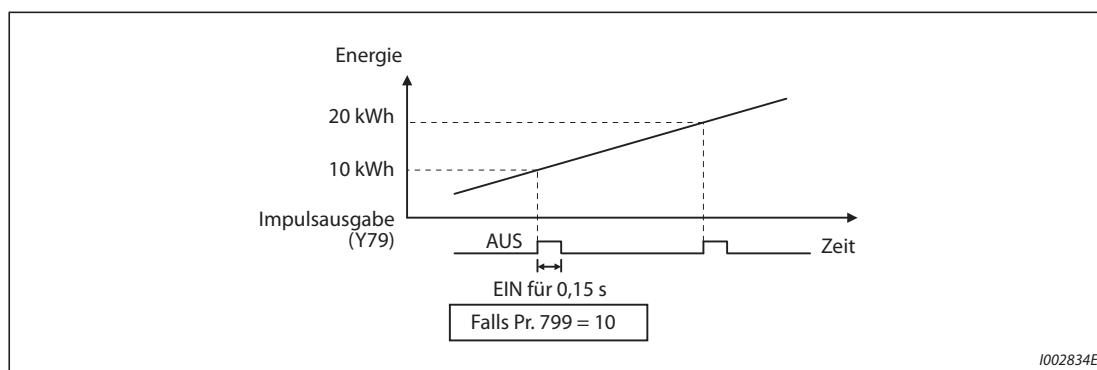 Energie
20 kWh
10 kWh
Impulsausgabe
(Y79)
AUS
Zeit
EIN für 0,15 s
Falls Pr. 799 = 10
I002834E